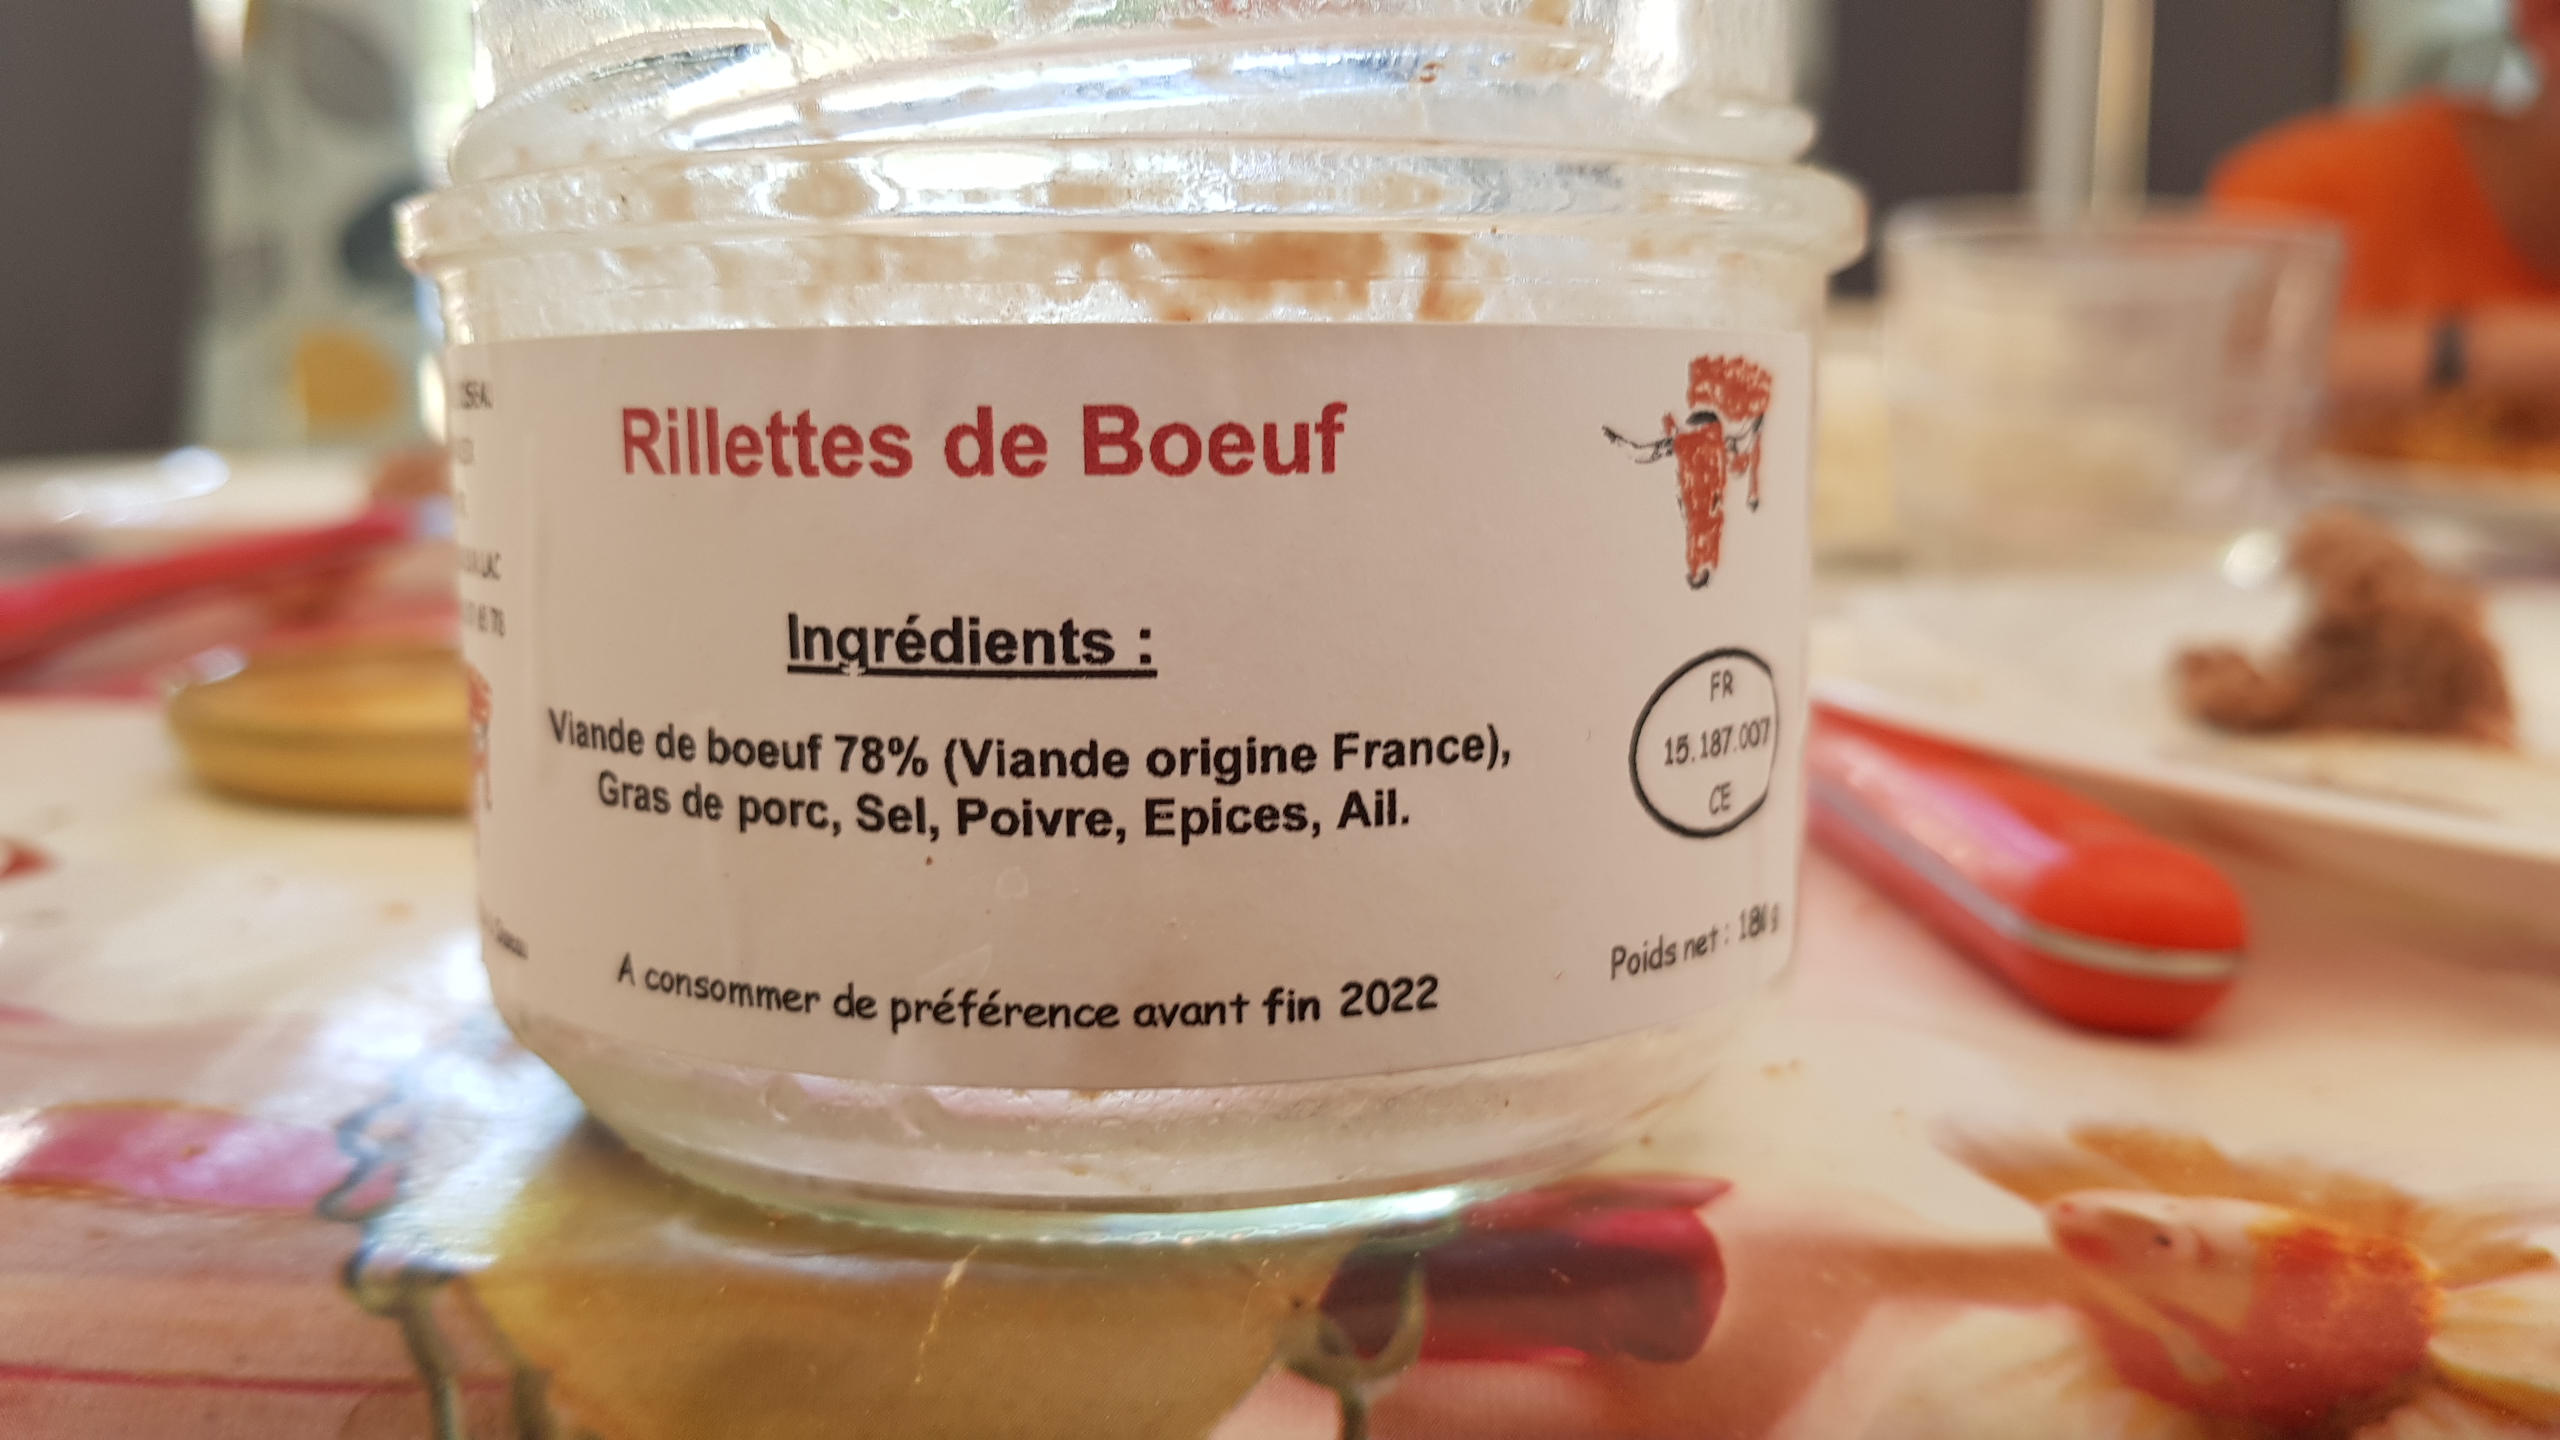 Rillettes de Boeuf
Ingrédients :
Viande de boeuf 78% (Viande origine France),
Gras de porc, Sel, Poivre, Epices, Ail.
A consommer de préférence avant fin 2022
FR
15.187.007
CE
Poids net : 180 g